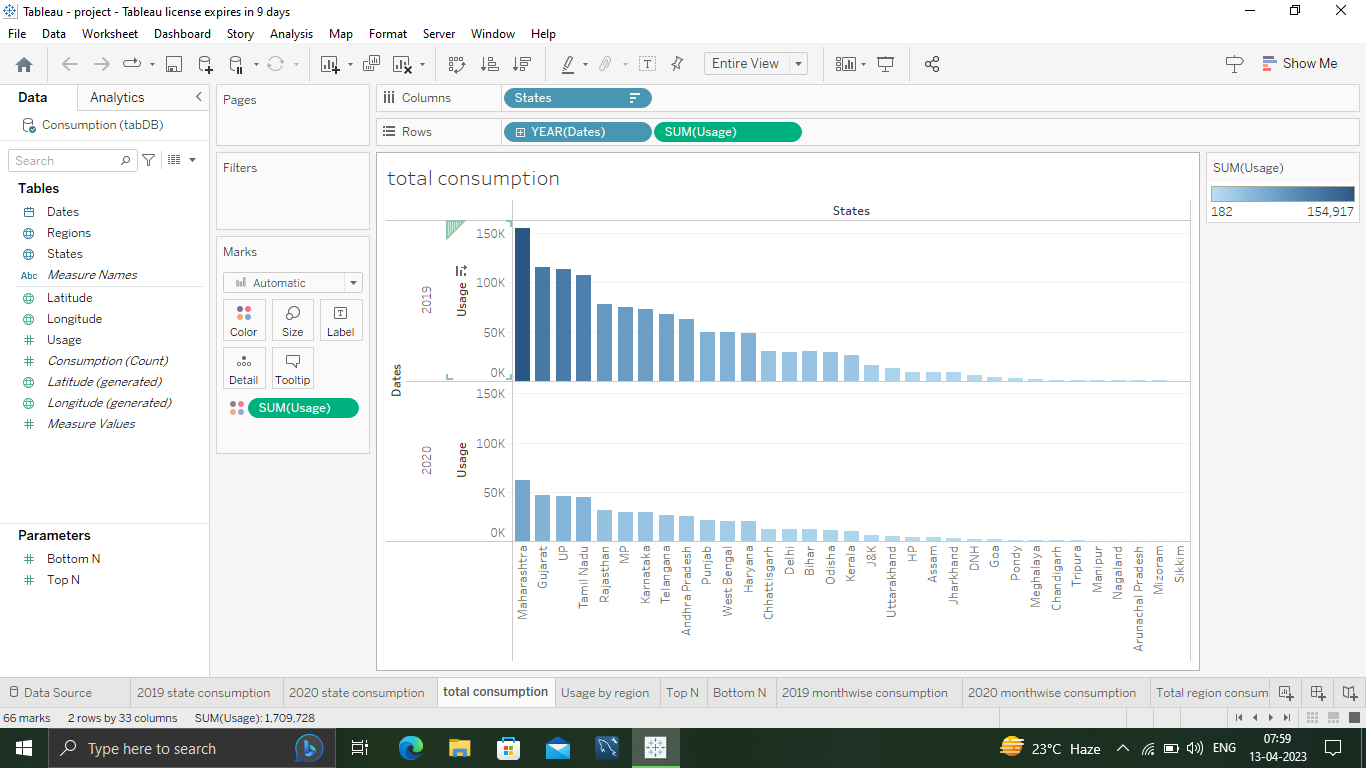 Tableau - project - Tableau license expires in 9 days
File Data Worksheet Dashboard Story Analysis Map Format Server Window Help
Entire View
Show Me
Data Analytics
Consumption (tabDB)
Search
Tables
Dates
Regions
States
Abc Measure Names
Latitude
Longitude
Usage
Consumption (Count)
Latitude (generated)
Longitude (generated)
Measure Values
Parameters
Bottom N
Top N
Pages
Filters
Marks
Automatic
Color Size Label
Detail Tooltip
SUM(Usage)
Columns States
Rows YEAR(Dates) SUM(Usage)
total consumption
States
Dates
2019
Usage
150K
100K
50K
0K
2020
Usage
150K
100K
50K
0K
Maharashtra
Gujarat
UP
Tamil Nadu
Rajasthan
MP
Karnataka
Telangana
Andhra Pradesh
Punjab
West Bengal
Haryana
Chhattisgarh
Delhi
Bihar
Odisha
Kerala
J&K
Uttarakhand
HP
Assam
Jharkhand
DNH
Goa
Pondy
Meghalaya
Chandigarh
Tripura
Manipur
Nagaland
Arunachal Pradesh
Mizoram
Sikkim
SUM(Usage)
182 154,917
Data Source 2019 state consumption 2020 state consumption total consumption Usage by region Top N Bottom N 2019 monthwise consumption 2020 monthwise consumption Total region consum
66 marks 2 rows by 33 columns SUM(Usage): 1,709,728
Type here to search
23°C Haze
ENG
07:59
13-04-2023